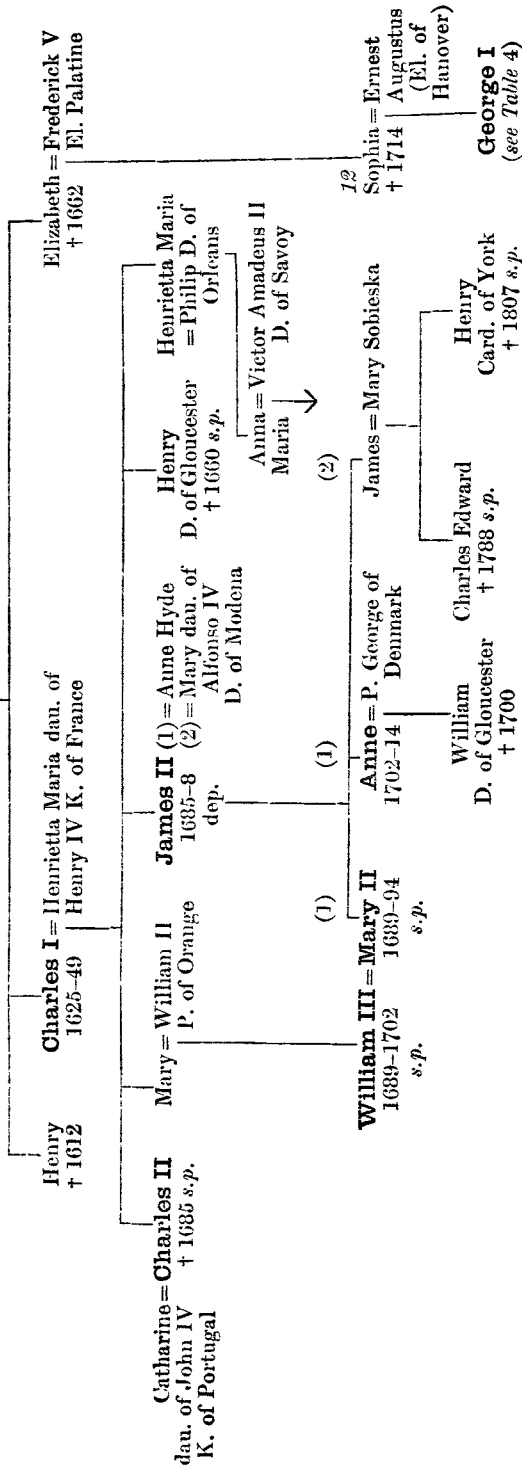 Henry
† 1612
Charles I = Henrietta Maria dau. of
1625–49 Henry IV K. of France
Elizabeth = Frederick V
† 1662 El. Palatine
Catharine = Charles II
dau. of John IV † 1685 s.p.
K. of Portugal
Mary = William II
P. of Orange
James II (1) = Anne Hyde
1685–8 (2) = Mary dau. of
dep. Alfonso IV
D. of Modena
Henry
D. of Gloucester
† 1660 s.p.
Henrietta Maria
= Philip D. of
Orleans
Anna = Victor Amadeus II
Maria D. of Savoy
(1)
(1)
(2)
William III = Mary II
1689–1702 1689–94
s.p. s.p.
Anne = P. George of
1702–14 Denmark
James = Mary Sobieska
12
Sophia = Ernest
† 1714 Augustus
(El. of
Hanover)
William
D. of Gloucester
† 1700
Charles Edward
† 1788 s.p.
Henry
Card. of York
† 1807 s.p.
George I
(see Table 4)